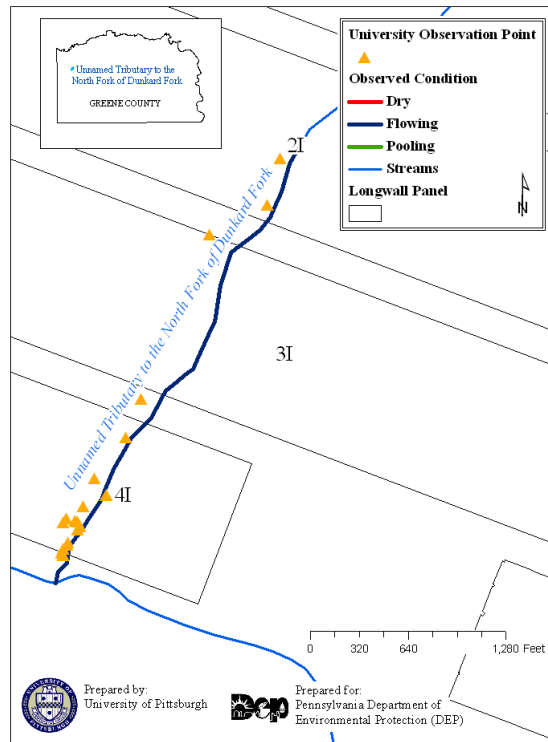 Unnamed Tributary to the
North Fork of Dunkard Fork
GREENE COUNTY
University Observation Point
Observed Condition
Dry
Flowing
Pooling
Streams
Longwall Panel
N
2I
Unnamed Tributary to the North Fork of Dunkard Fork
3I
4I
0 320 640 1,280 Feet
Prepared by:
University of Pittsburgh
DEP
Prepared for:
Pennsylvania Department of
Environmental Protection (DEP)